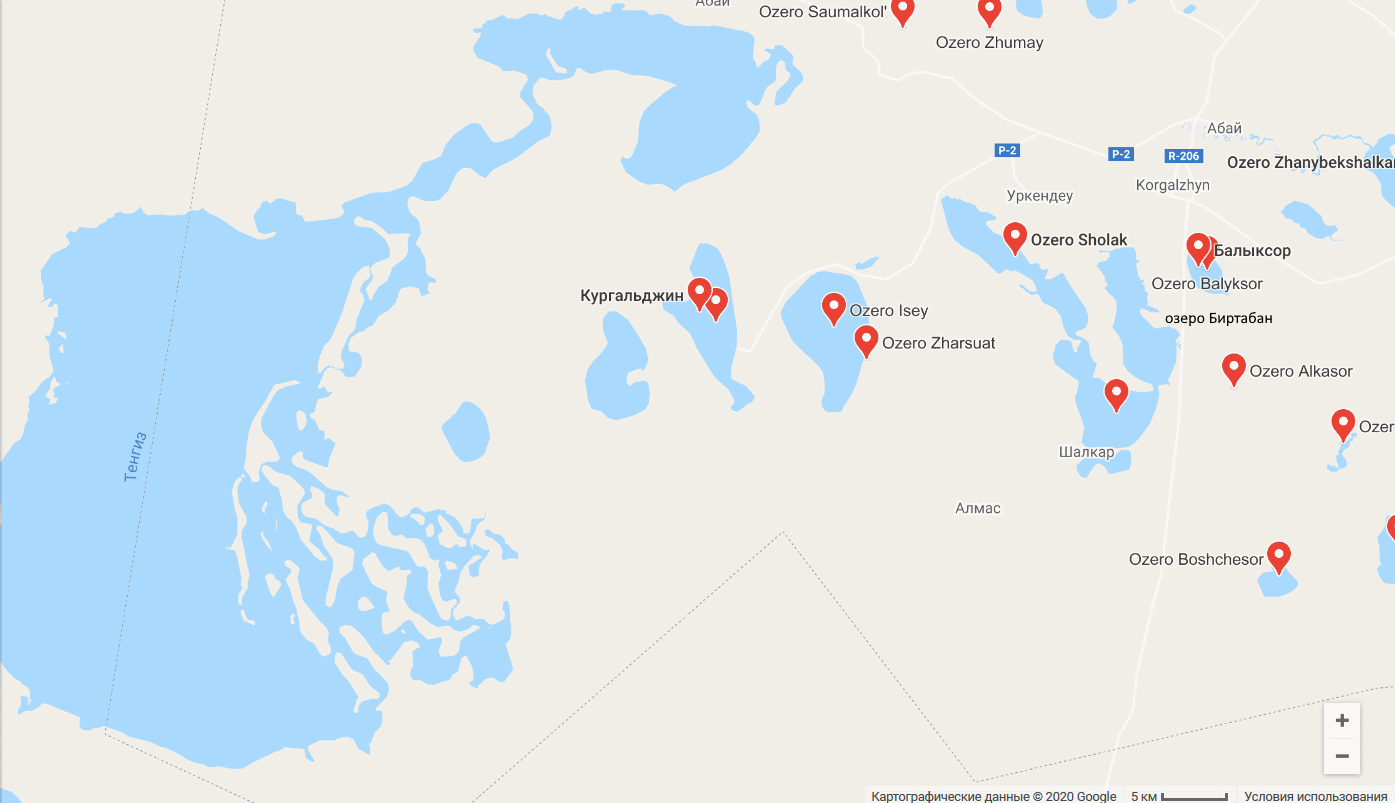 Абай
Ozero Saumalkol'
Ozero Zhumay
Абай
P-2
P-2
R-206
Ozero Zhanybekshalkar
Korgalzhyn
Уркендеу
Ozero Sholak
Балыксор
Ozero Balyksor
Кургальджин
Ozero Isey
озеро Биртабан
Ozero Zharsuat
Ozero Alkasor
Ozer
Тенгиз
Шалкар
Алмас
Ozero Boshchesor
+
−
Картографические данные © 2020 Google
5 км
Условия использования